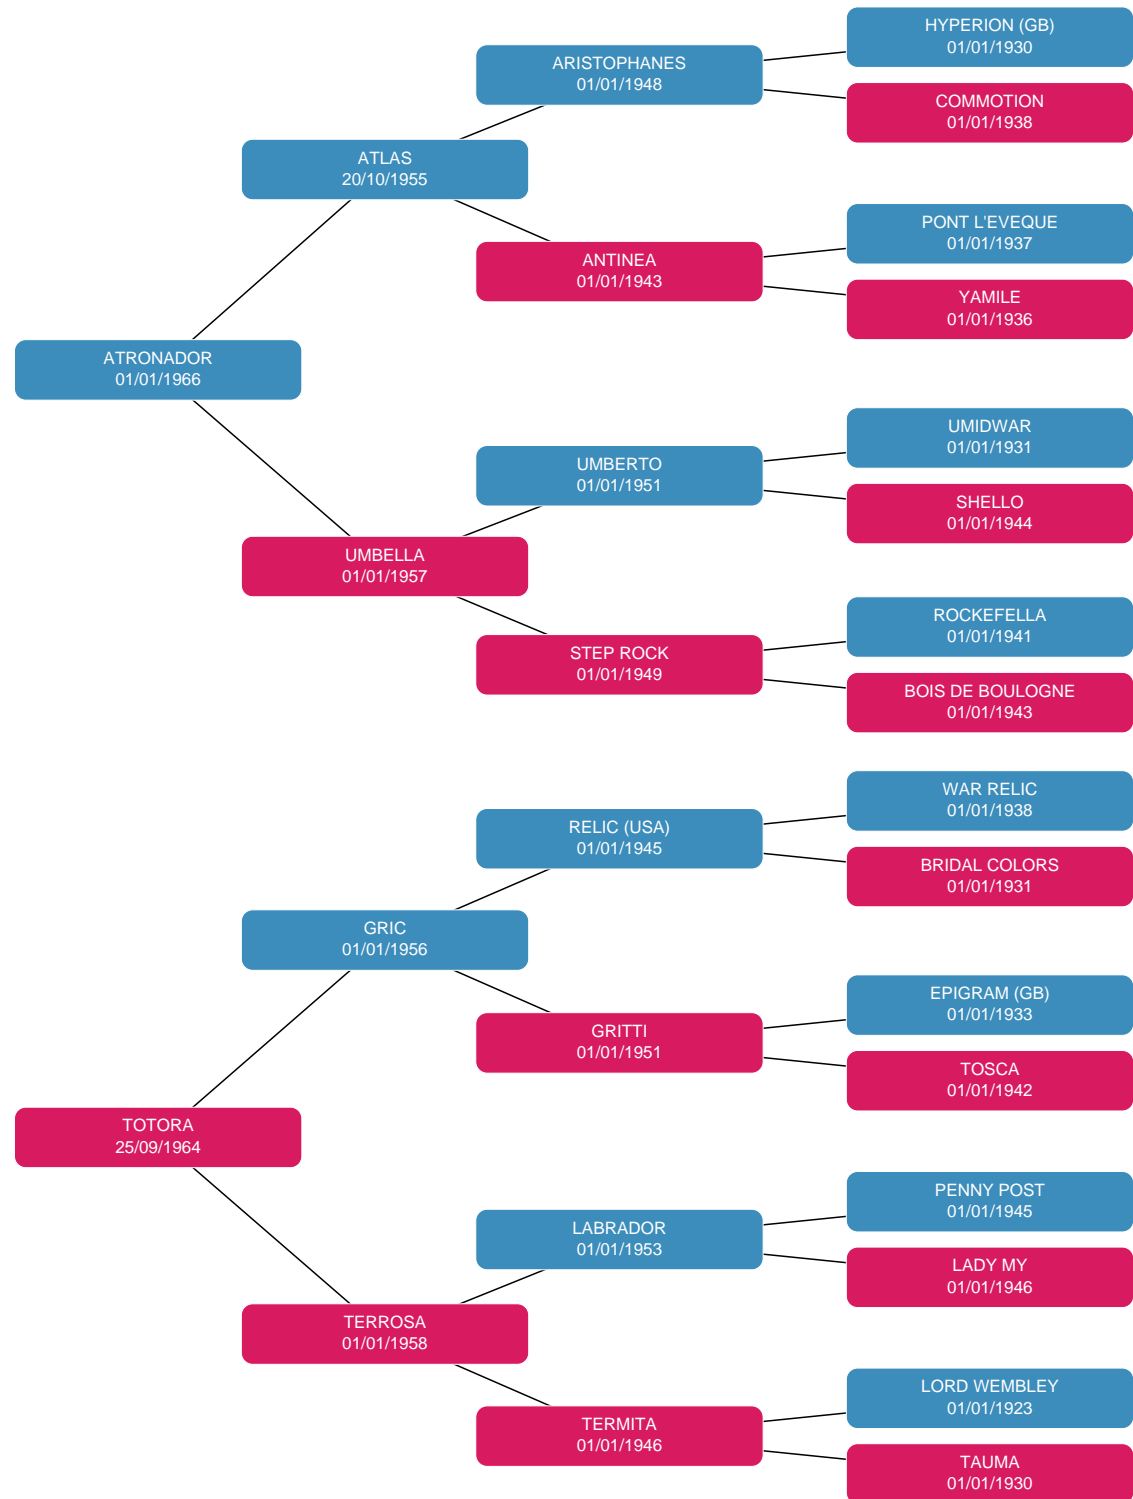 HYPERION (GB)
01/01/1930
ARISTOPHANES
01/01/1948
COMMOTION
01/01/1938
ATLAS
20/10/1955
PONT L'EVEQUE
01/01/1937
ANTINEA
01/01/1943
YAMILE
01/01/1936
ATRONADOR
01/01/1966
UMIDWAR
01/01/1931
UMBERTO
01/01/1951
SHELLO
01/01/1944
UMBELLA
01/01/1957
ROCKEFELLA
01/01/1941
STEP ROCK
01/01/1949
BOIS DE BOULOGNE
01/01/1943
WAR RELIC
01/01/1938
RELIC (USA)
01/01/1945
BRIDAL COLORS
01/01/1931
GRIC
01/01/1956
EPIGRAM (GB)
01/01/1933
GRITTI
01/01/1951
TOSCA
01/01/1942
TOTORA
25/09/1964
PENNY POST
01/01/1945
LABRADOR
01/01/1953
LADY MY
01/01/1946
TERROSA
01/01/1958
LORD WEMBLEY
01/01/1923
TERMITA
01/01/1946
TAUMA
01/01/1930